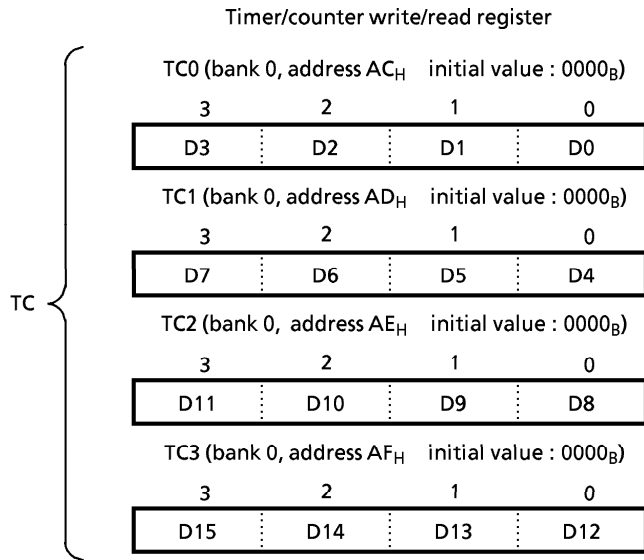 Timer/counter write/read register
TC0 (bank 0, address ACH initial value : 0000B)
3 2 1 0
D3 D2 D1 D0
TC1 (bank 0, address ADH initial value : 0000B)
3 2 1 0
D7 D6 D5 D4
TC
TC2 (bank 0, address AEH initial value : 0000B)
3 2 1 0
D11 D10 D9 D8
TC3 (bank 0, address AFH initial value : 0000B)
3 2 1 0
D15 D14 D13 D12